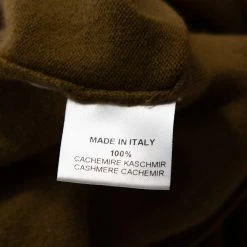 MADE IN ITALY
100%
CACHEMIRE KASCHMIR
CASHMERE CACHEMIR